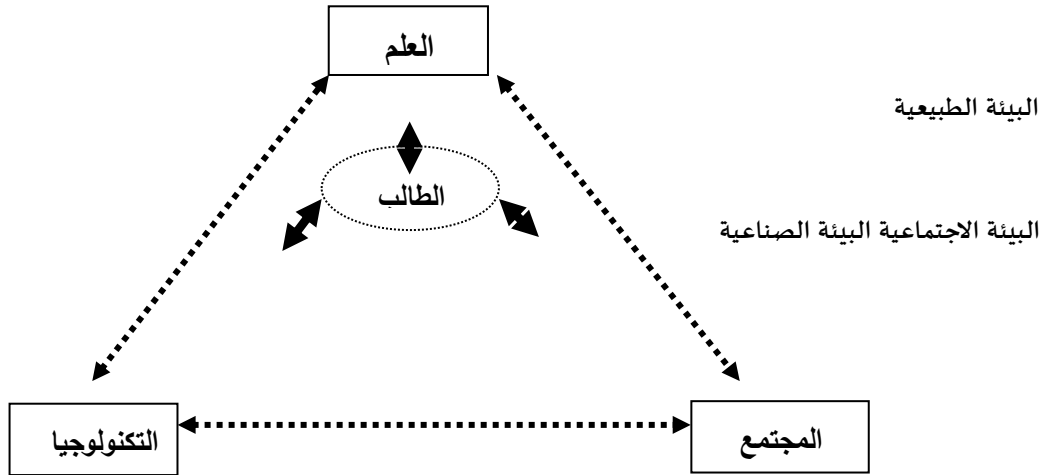 العلم
البيئة الطبيعية
الطالب
البيئة الاجتماعية البيئة الصناعية
المجتمع
التكنولوجيا